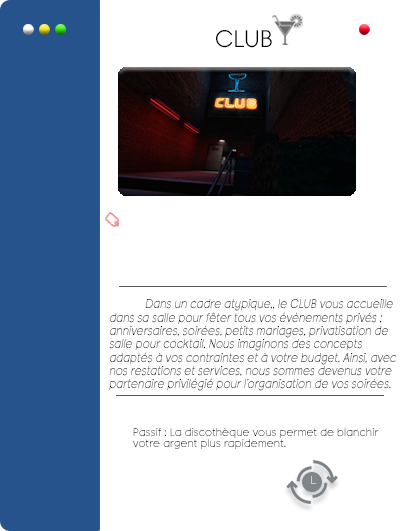 CLUB
CLUB
Dans un cadre atypique,, le CLUB vous accueille
dans sa salle pour fêter tous vos événements privés :
anniversaires, soirées, petits mariages, privatisation de
salle pour cocktail. Nous imaginons des concepts
adaptés à vos contraintes et à votre budget. Ainsi, avec
nos restations et services, nous sommes devenus votre
partenaire privilégié pour l'organisation de vos soirées.
Passif : La discothèque vous permet de blanchir
votre argent plus rapidement.